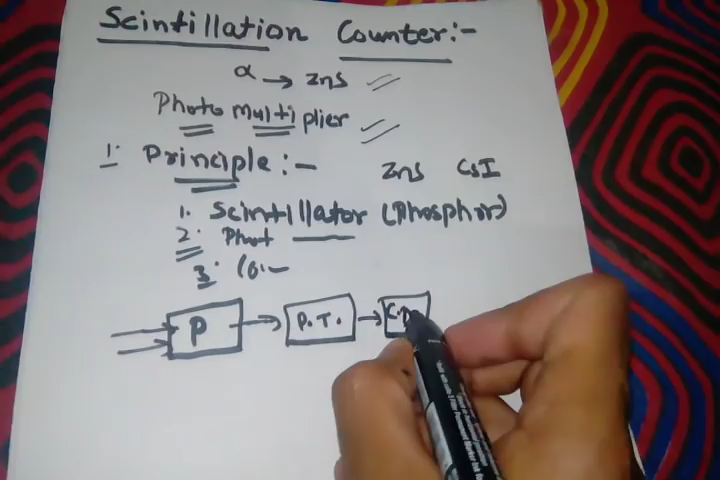 Scintillation Counter:-
α → ZnS
Photo multiplier
1. Principle:-
ZnS CsI
1. Scintillator (Phosphor)
2. Phot
3.
P → P.T. →